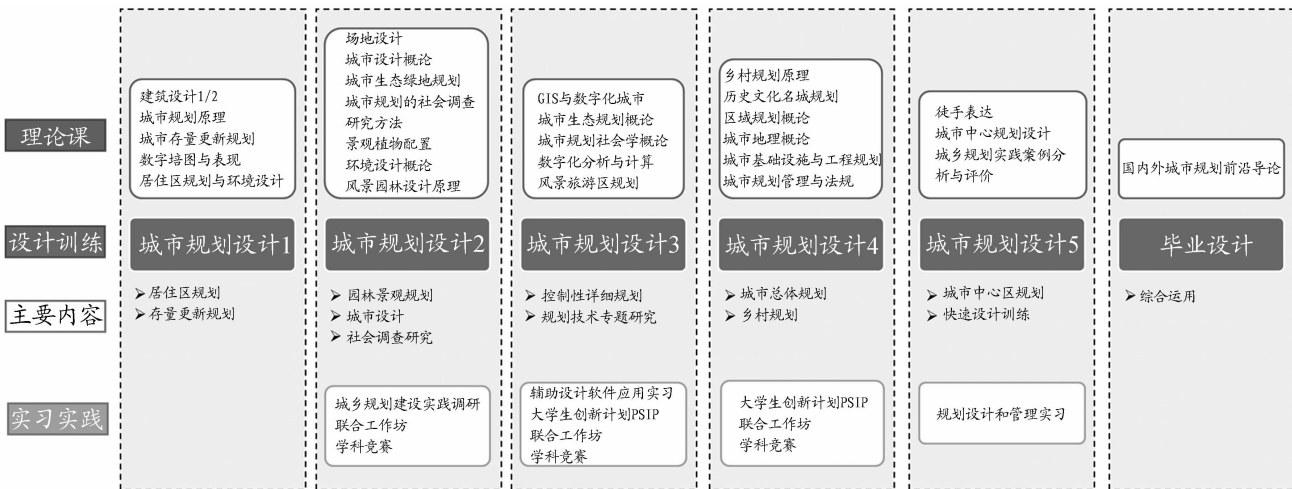 理论课
建筑设计1/2
城市规划原理
城市存量更新规划
数字培图与表现
居住区规划与环境设计
场地设计
城市设计概论
城市生态绿地规划
城市规划的社会调查
研究方法
景观植物配置
环境设计概论
风景园林设计原理
GIS与数字化城市
城市生态规划概论
城市规划社会学概论
数字化分析与计算
风景旅游区规划
乡村规划原理
历史文化名城规划
区域规划概论
城市地理概论
城市基础设施与工程规划
城市规划管理与法规
徒手表达
城市中心规划设计
城乡规划实践案例分
析与评价
国内外城市规划前沿导论
设计训练
城市规划设计1
城市规划设计2
城市规划设计3
城市规划设计4
城市规划设计5
毕业设计
主要内容
➢居住区规划
➢存量更新规划
➢园林景观规划
➢城市设计
➢社会调查研究
➢控制性详细规划
➢规划技术专题研究
➢城市总体规划
➢乡村规划
➢城市中心区规划
➢快速设计训练
➢综合运用
实习实践
城乡规划建设实践调研
联合工作坊
学科竞赛
辅助设计软件应用实习
大学生创新计划PSIP
联合工作坊
学科竞赛
大学生创新计划PSIP
联合工作坊
学科竞赛
规划设计和管理实习